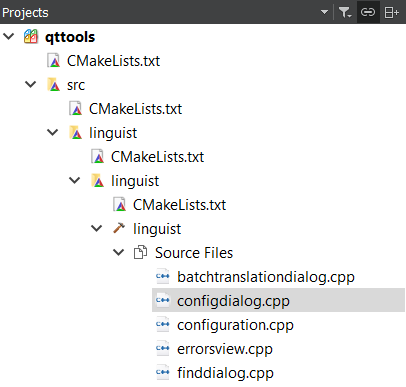 Projects
qttools
CMakeLists.txt
src
CMakeLists.txt
linguist
CMakeLists.txt
linguist
CMakeLists.txt
linguist
Source Files
C++ batchtranslationdialog.cpp
C++ configdialog.cpp
C++ configuration.cpp
C++ errorsview.cpp
C++ finddialog.cpp